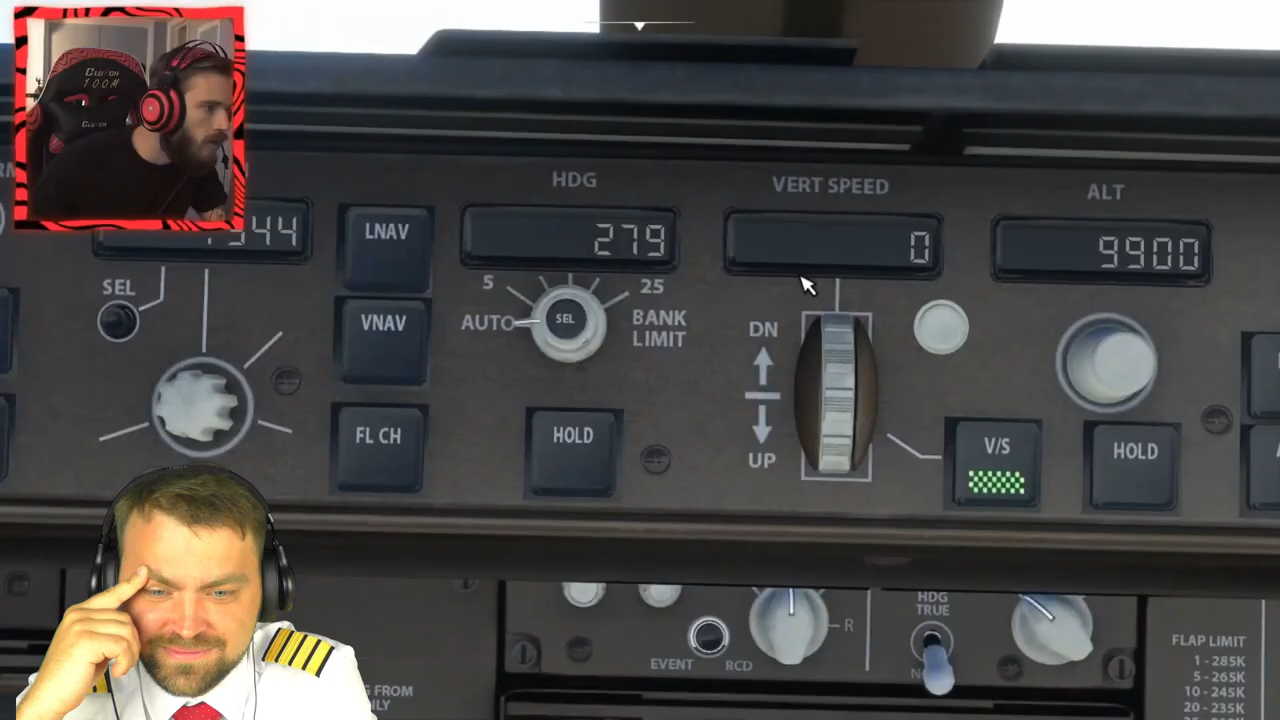 CLUTCH
HDG
VERT SPEED
ALT
LNAV
279
0
9900
SEL
5
25
AUTO
SEL
BANK
LIMIT
VNAV
DN
FL CH
HOLD
UP
V/S
HOLD
HDG
TRUE
R
EVENT
RCD
FLAP LIMIT
1 - 285K
5 - 265K
10 - 245K
20 - 235K
FROM